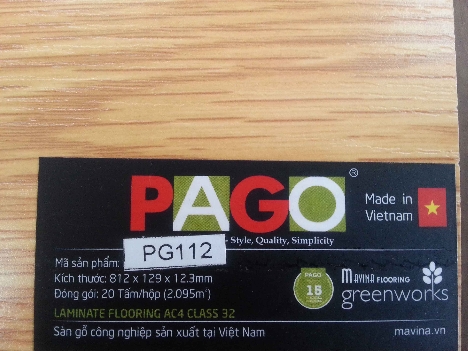 PAGO®
Made in
Vietnam
- Style, Quality, Simplicity
Mã sản phẩm:
PG112
Kích thước: 812 x 129 x 12.3mm
Đóng gói: 20 Tấm/hộp (2.095m²)
PAGO
15
MAVINA FLOORING
greenworks
LAMINATE FLOORING AC4 CLASS 32
Sàn gỗ công nghiệp sản xuất tại Việt Nam
mavina.vn